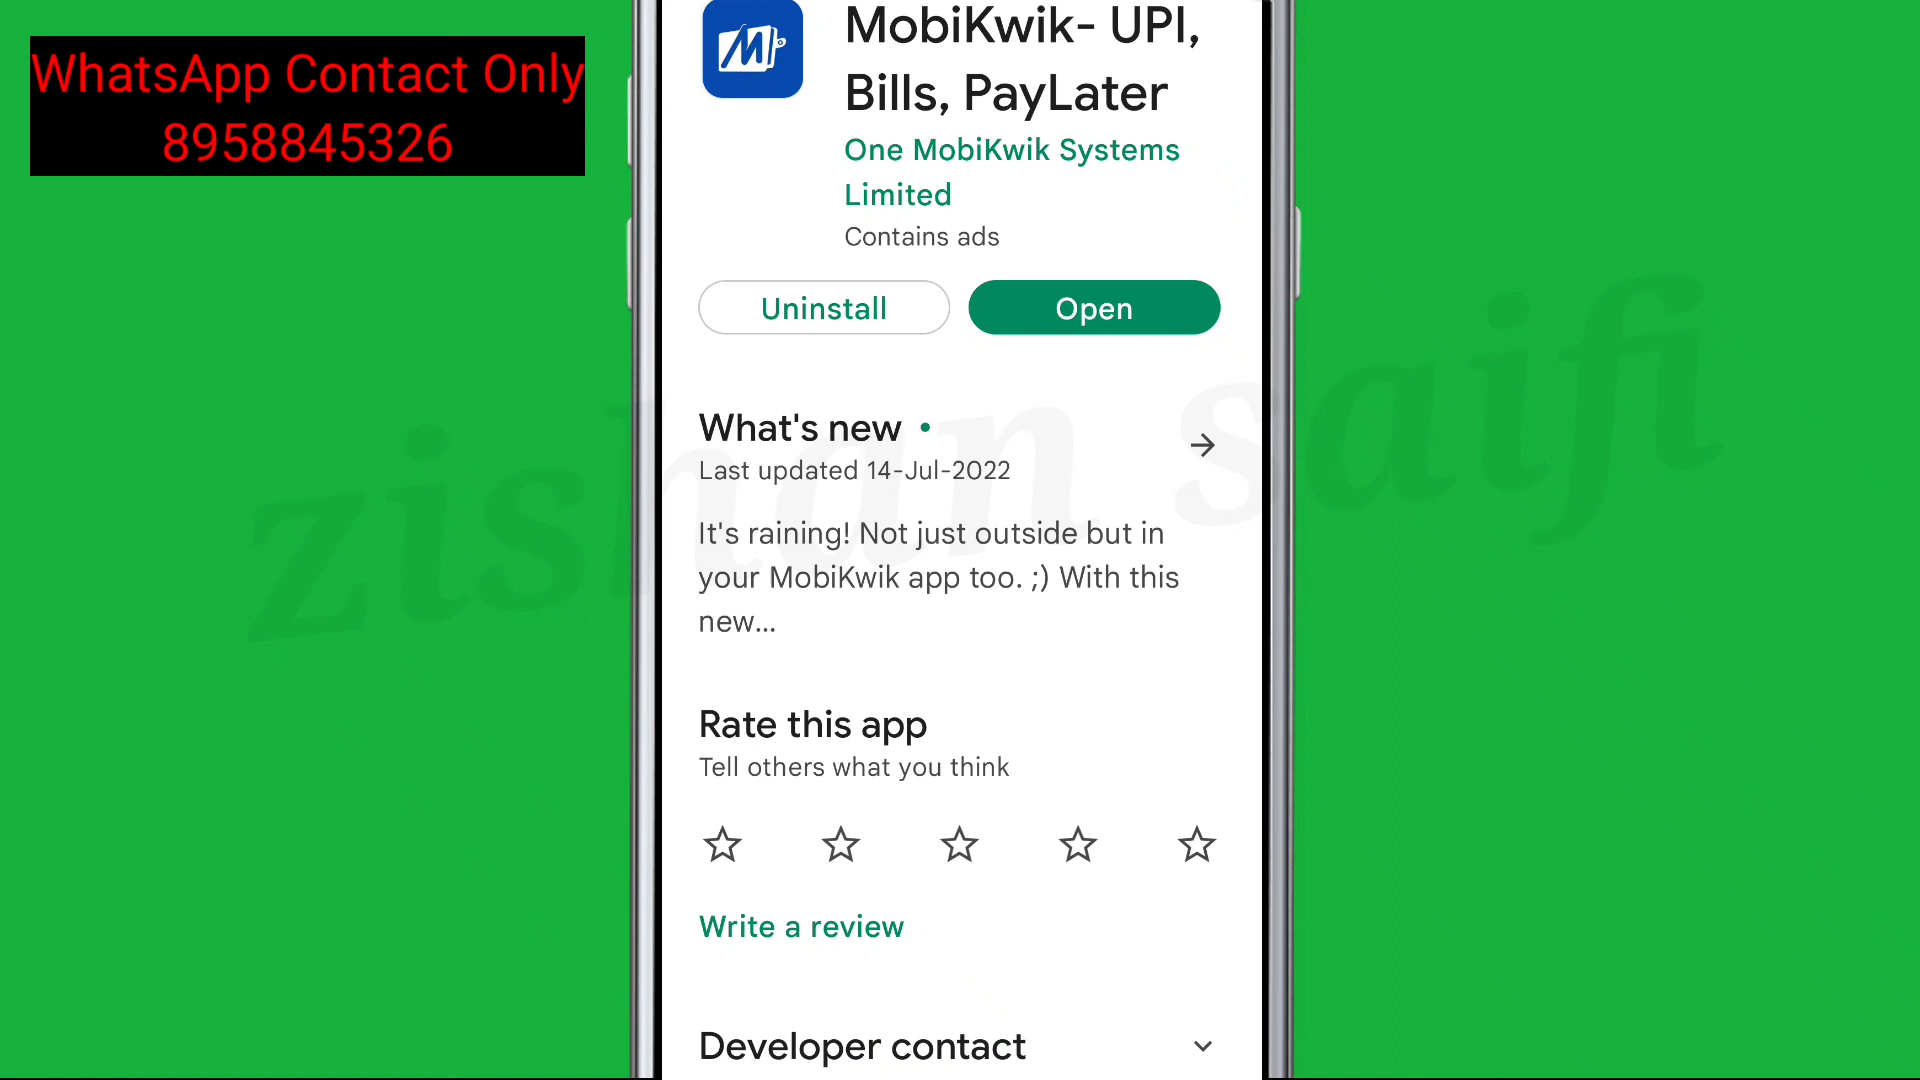 WhatsApp Contact Only
8958845326
MobiKwik- UPI,
Bills, PayLater
One MobiKwik Systems
Limited
Contains ads
Uninstall
Open
What's new •
Last updated 14-Jul-2022
It's raining! Not just outside but in
your MobiKwik app too. ;) With this
new...
zishan saifi
Rate this app
Tell others what you think
Write a review
Developer contact